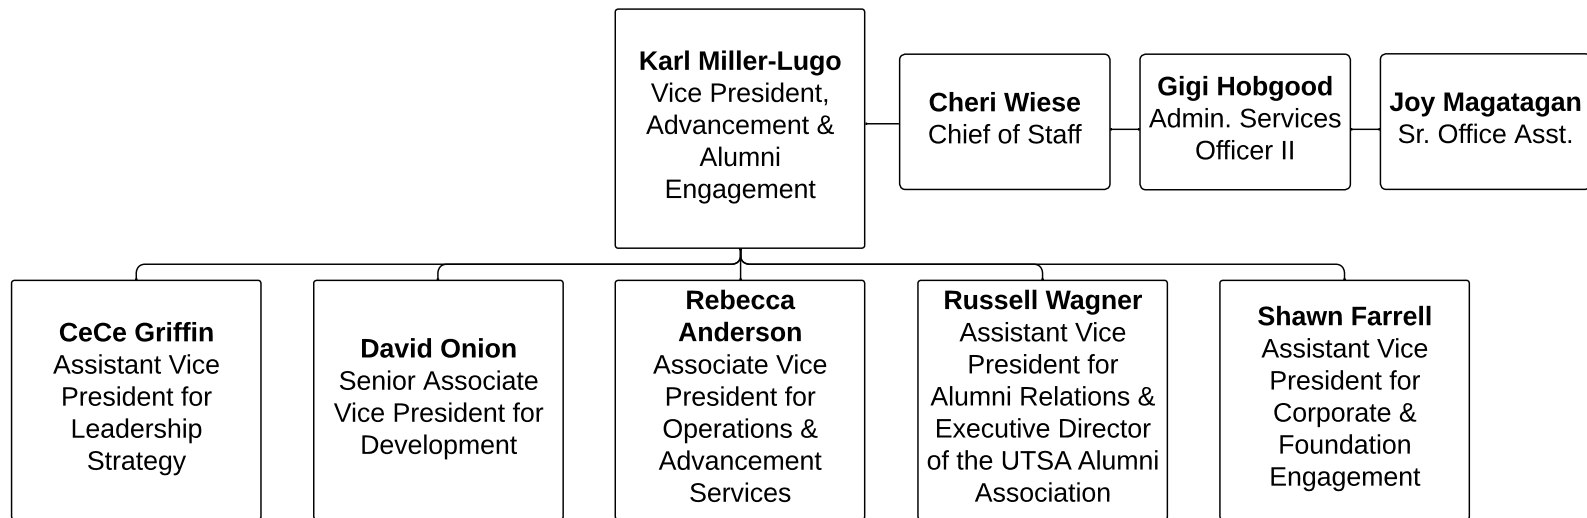 Karl Miller-Lugo
Vice President,
Advancement &
Alumni
Engagement
Cheri Wiese
Chief of Staff
Gigi Hobgood
Admin. Services
Officer II
Joy Magatagan
Sr. Office Asst.
CeCe Griffin
Assistant Vice
President for
Leadership
Strategy
David Onion
Senior Associate
Vice President for
Development
Rebecca
Anderson
Associate Vice
President for
Operations &
Advancement
Services
Russell Wagner
Assistant Vice
President for
Alumni Relations &
Executive Director
of the UTSA Alumni
Association
Shawn Farrell
Assistant Vice
President for
Corporate &
Foundation
Engagement